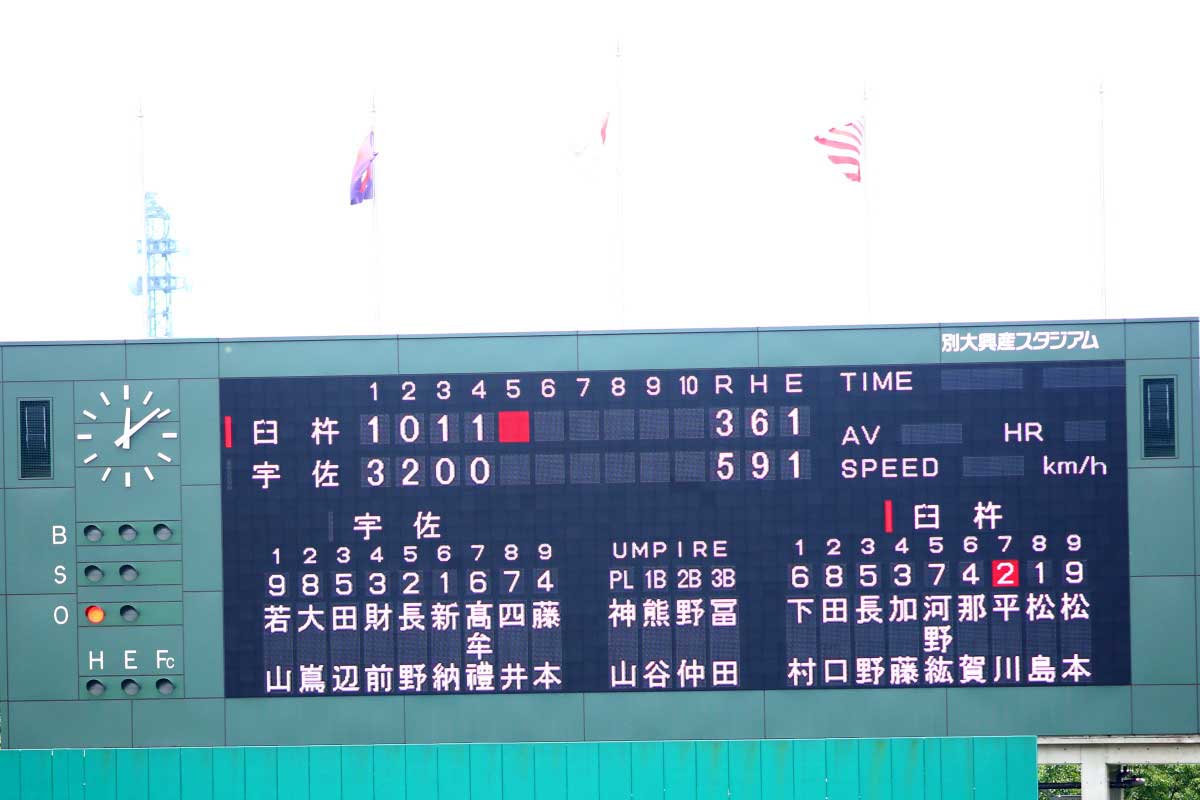 別大興産スタジアム
1 2 3 4 5 6 7 8 9 10 R H E TIME
臼杵 1 0 1 1 3 6 1 AV HR
宇佐 3 2 0 0 5 9 1 SPEED km/h
宇佐 臼杵
1 2 3 4 5 6 7 8 9 UMPIRE 1 2 3 4 5 6 7 8 9
9 8 5 3 2 1 6 7 4 PL 1B 2B 3B 6 8 5 3 7 4 2 1 9
若山 大嶌 田辺 財前 長野 新納 高牟禮 四井 藤本 神山 熊谷 野仲 冨田 下村 田口 長野 加藤 河野紘 那賀 平川 松島 松本
B
S
O
H E Fc